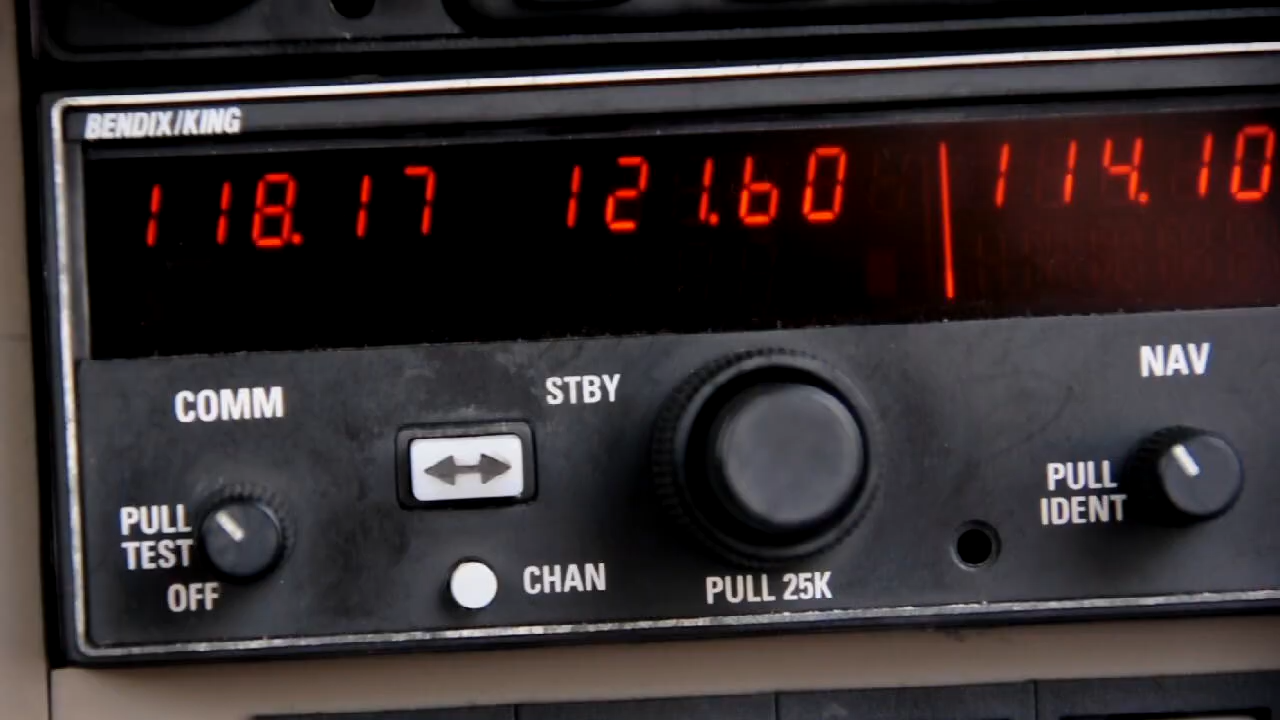 BENDIX/KING
118.17 121.60 114.10
COMM
STBY
NAV
PULL
TEST
OFF
CHAN
PULL 25K
PULL
IDENT